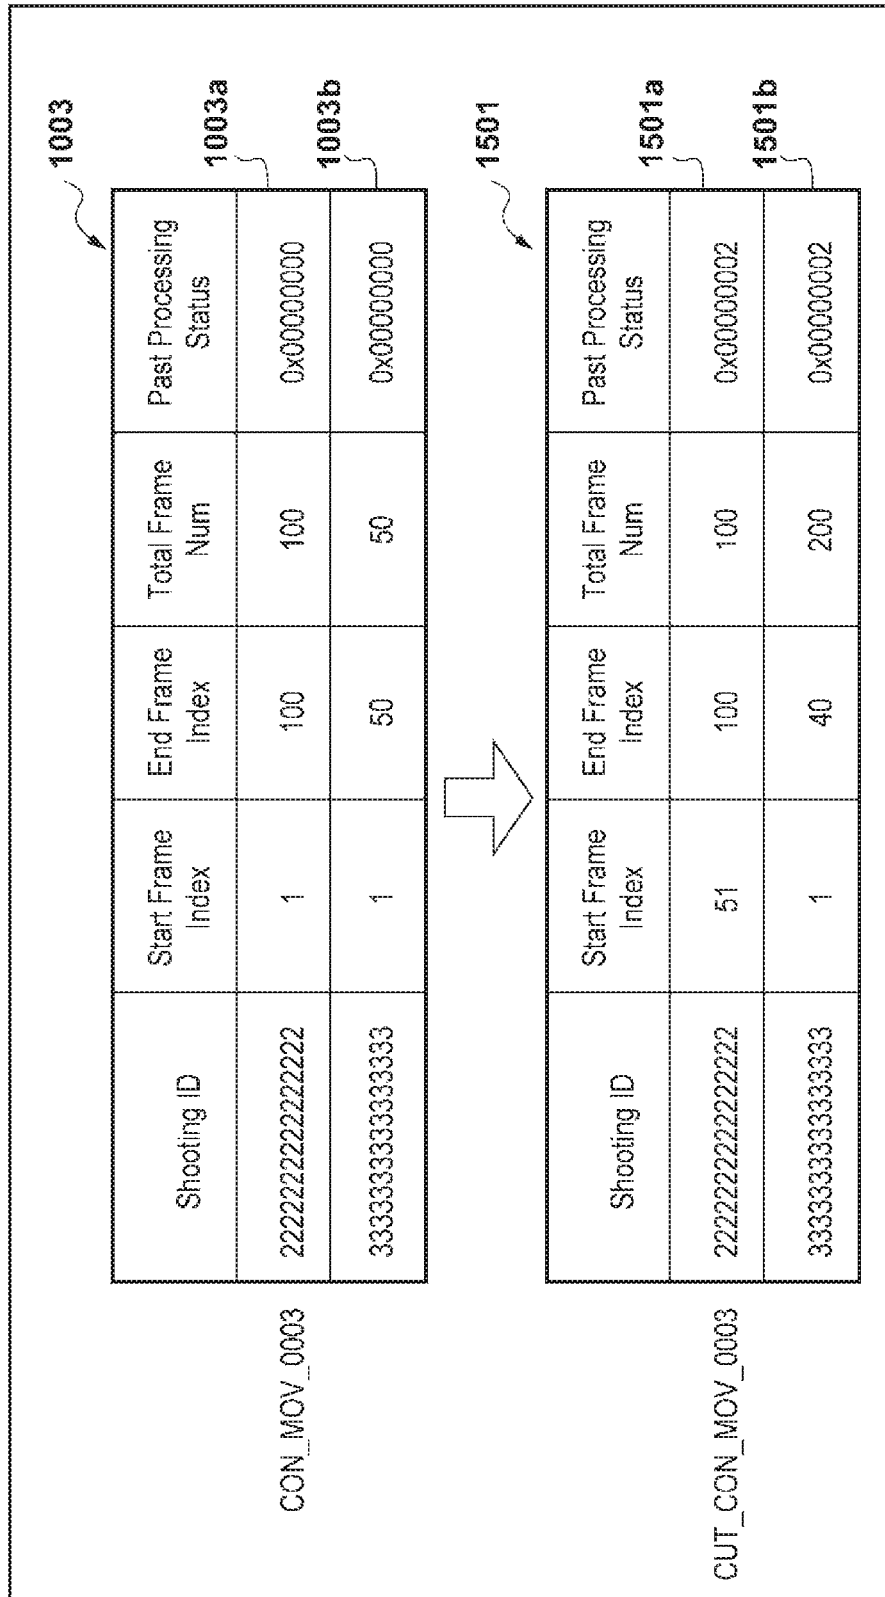 1003
Shooting ID Start Frame Index End Frame Index Total Frame Num Past Processing Status
2222222222222222 1 100 100 0x00000000 1003a
CON_MOV_0003
3333333333333333 1 50 50 0x00000000 1003b
1501
Shooting ID Start Frame Index End Frame Index Total Frame Num Past Processing Status
2222222222222222 51 100 100 0x00000002 1501a
CUT_CON_MOV_0003
3333333333333333 1 40 200 0x00000002 1501b